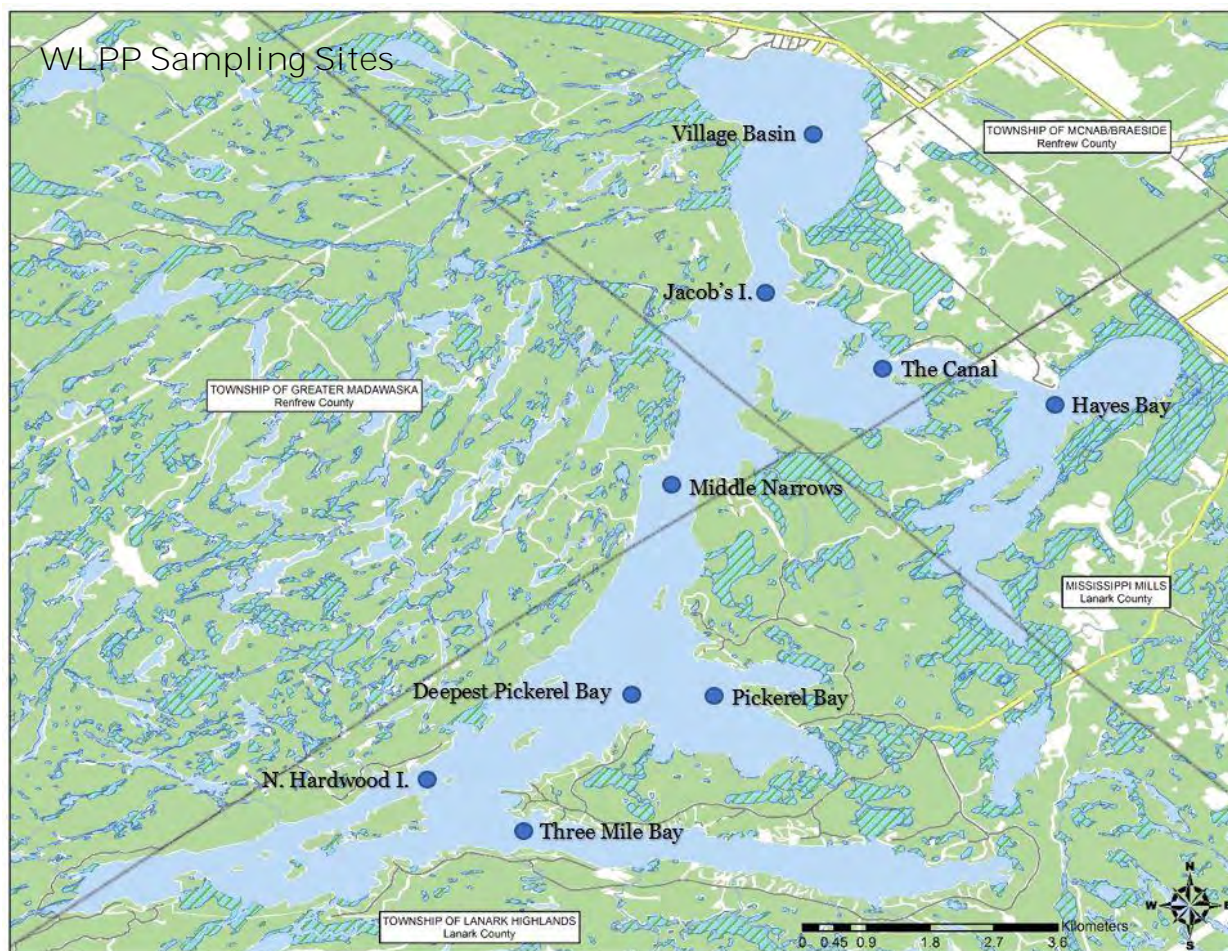 WLPP Sampling Sites
Village Basin
TOWNSHIP OF MCNAB/BRAESIDE
Renfrew County
Jacob's I.
The Canal
TOWNSHIP OF GREATER MADAWASKA
Renfrew County
Hayes Bay
Middle Narrows
MISSISSIPPI MILLS
Lanark County
Deepest Pickerel Bay
Pickerel Bay
N. Hardwood I.
Three Mile Bay
TOWNSHIP OF LANARK HIGHLANDS
Lanark County
N
W E
S
Kilometers
0 0.45 0.9 1.8 2.7 3.6